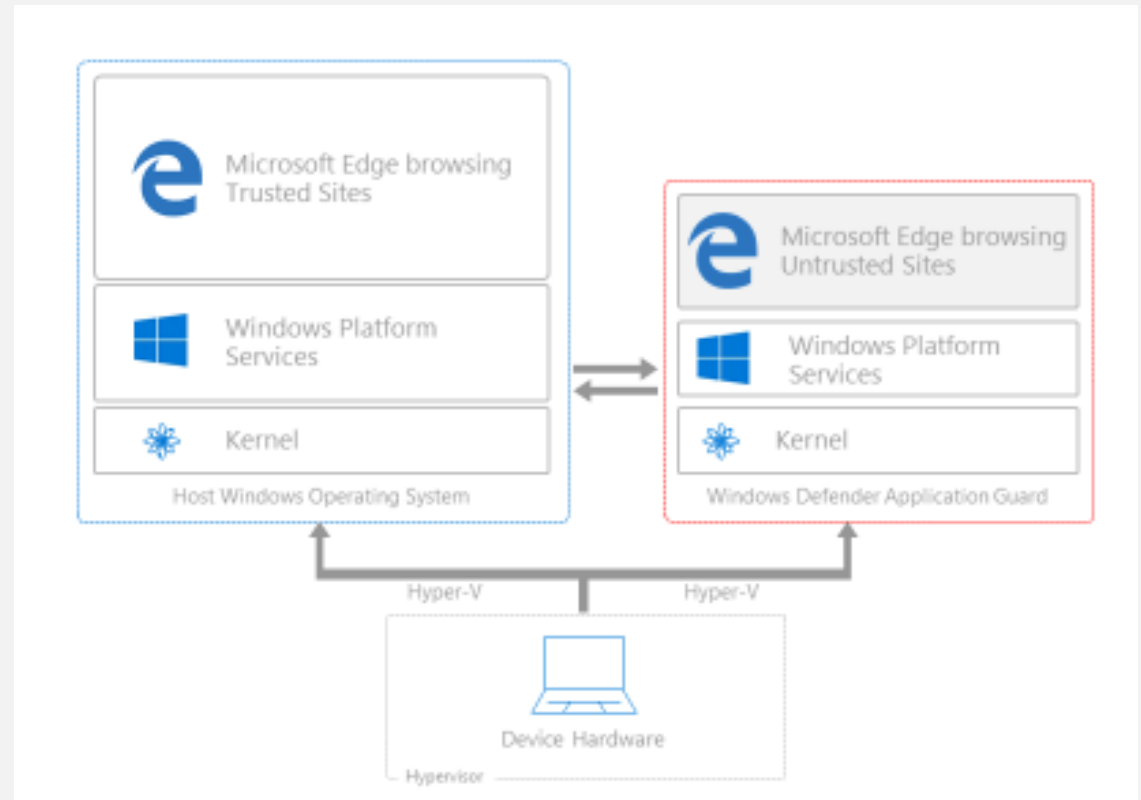 Microsoft Edge browsing
Trusted Sites
Windows Platform
Services
Kernel
Host Windows Operating System
Microsoft Edge browsing
Untrusted Sites
Windows Platform
Services
Kernel
Windows Defender Application Guard
Hyper-V
Hyper-V
Device Hardware
Hypervisor